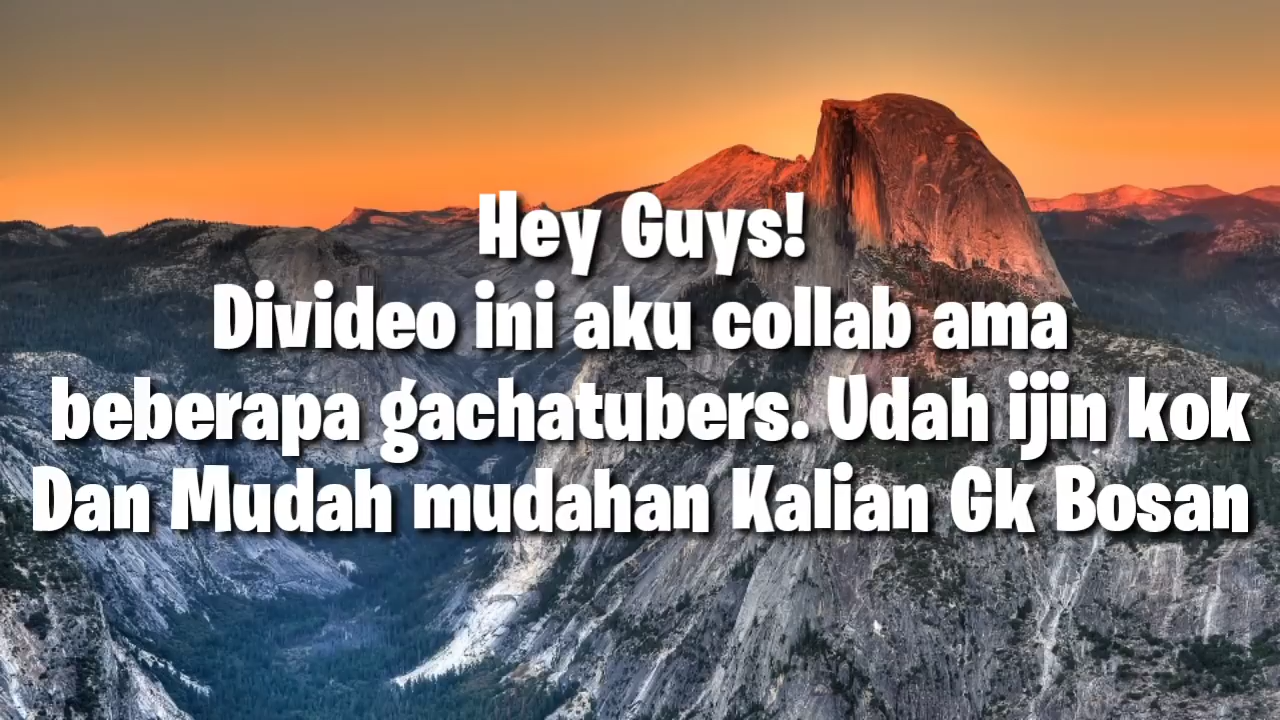 Hey Guys!
Divideo ini aku collab ama
beberapa gachatubers. Udah ijin kok
Dan Mudah mudahan Kalian Gk Bosan